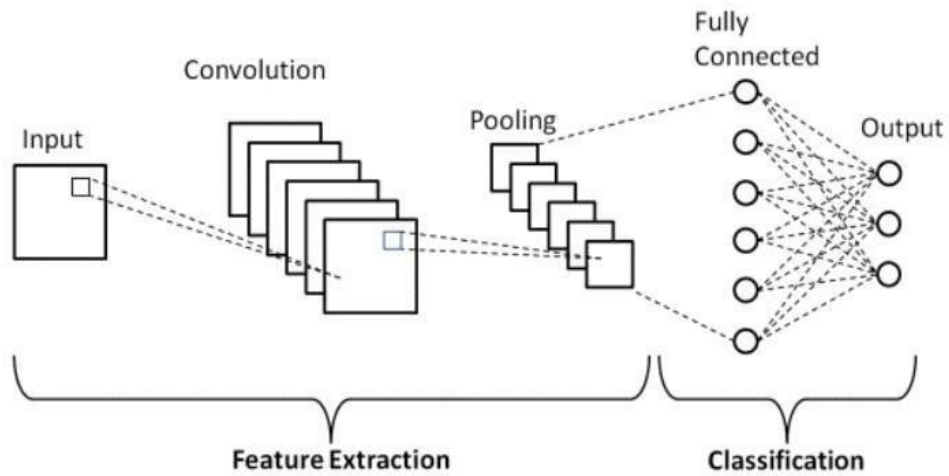 Fully
Connected
Convolution
Pooling
Input
Output
Feature Extraction
Classification